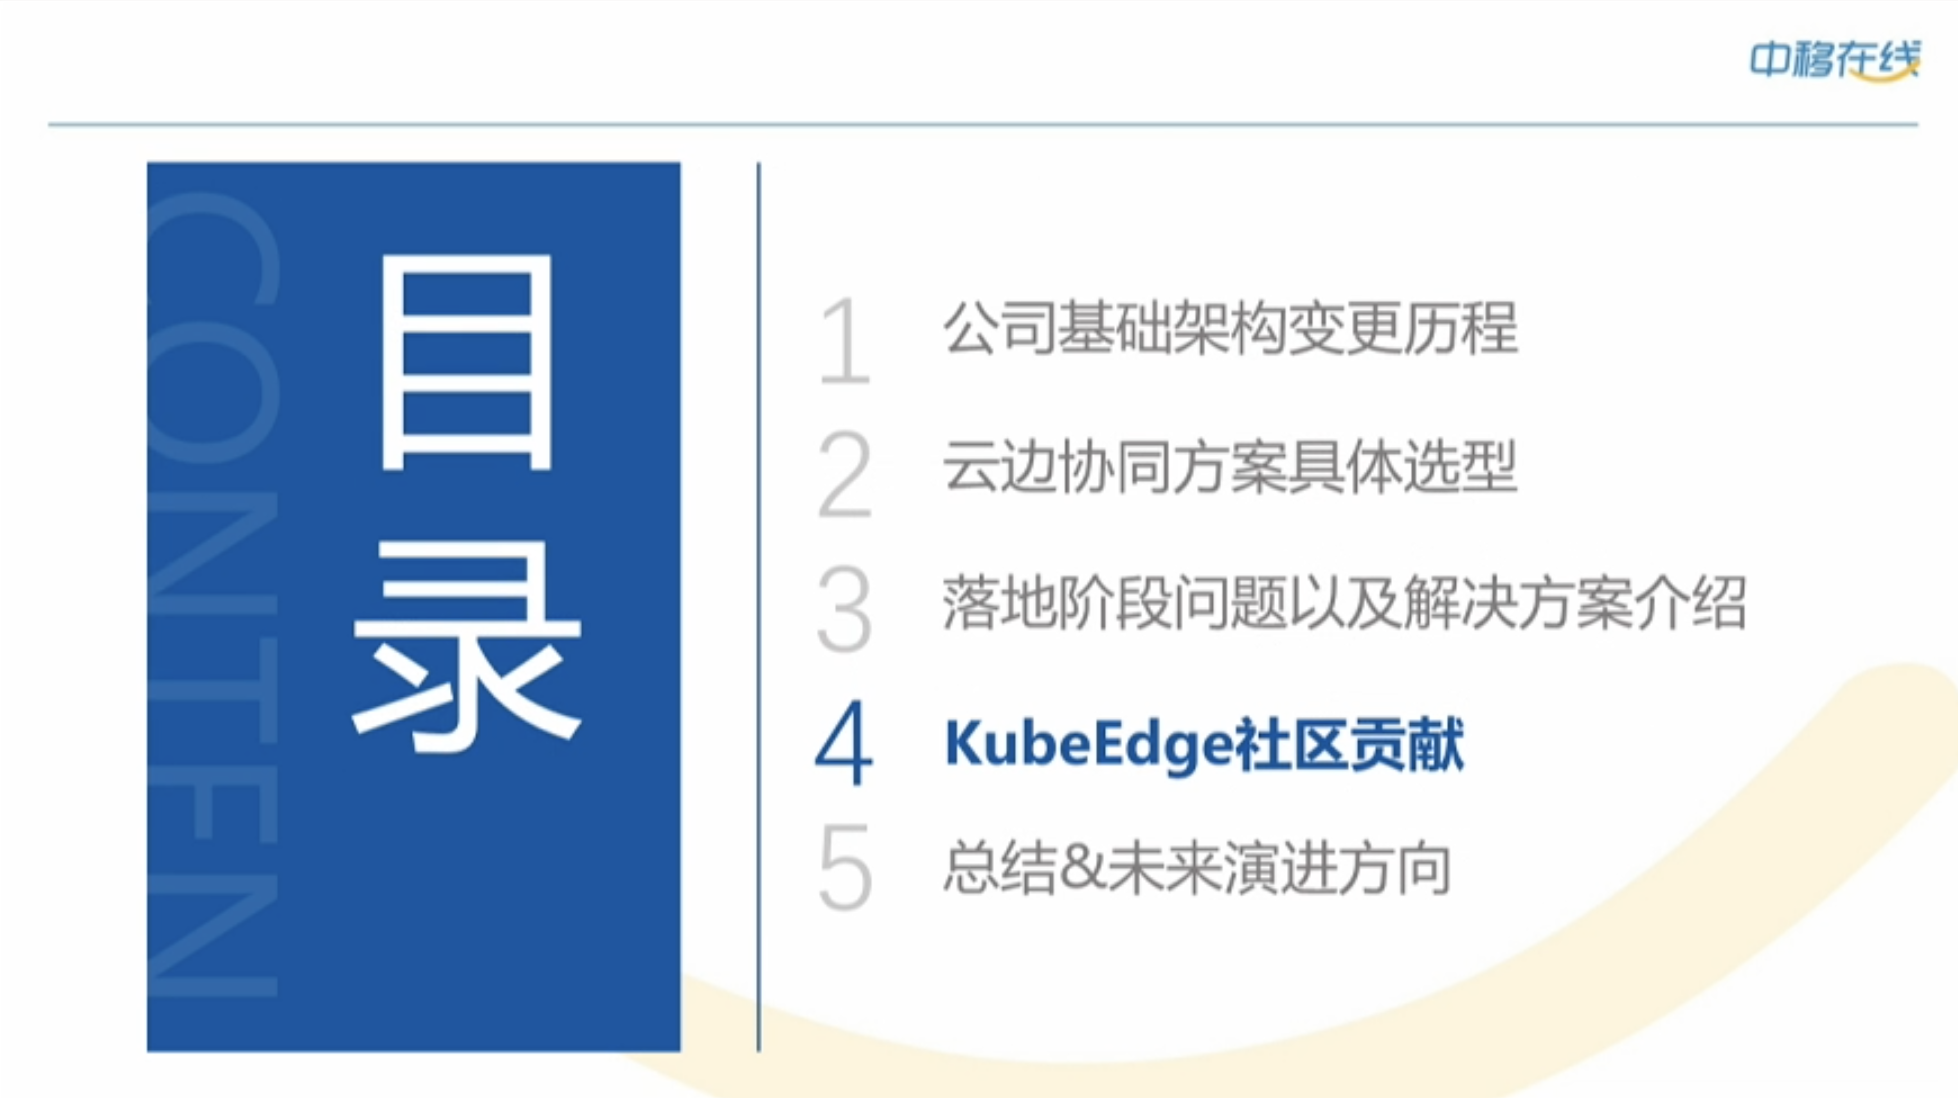 中移在线
CONTEN
目
录
1 公司基础架构变更历程
2 云边协同方案具体选型
3 落地阶段问题以及解决方案介绍
4 KubeEdge社区贡献
5 总结&未来演进方向